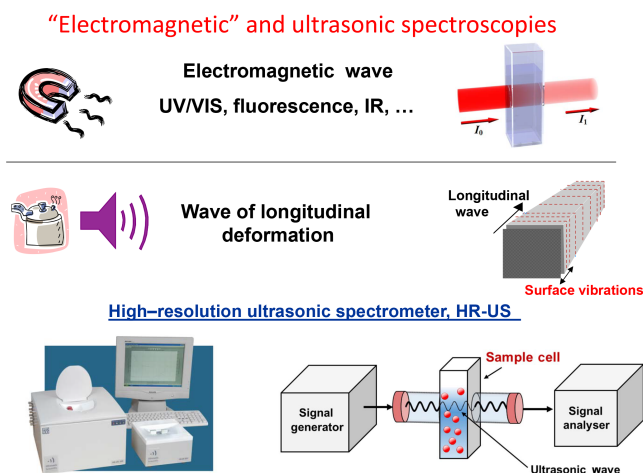 “Electromagnetic” and ultrasonic spectroscopies
Electromagnetic wave
UV/VIS, fluorescence, IR, …
I₀
I₁
Wave of longitudinal
deformation
Longitudinal
wave
Surface vibrations
High–resolution ultrasonic spectrometer, HR-US
Sample cell
Signal
generator
Signal
analyser
Ultrasonic wave